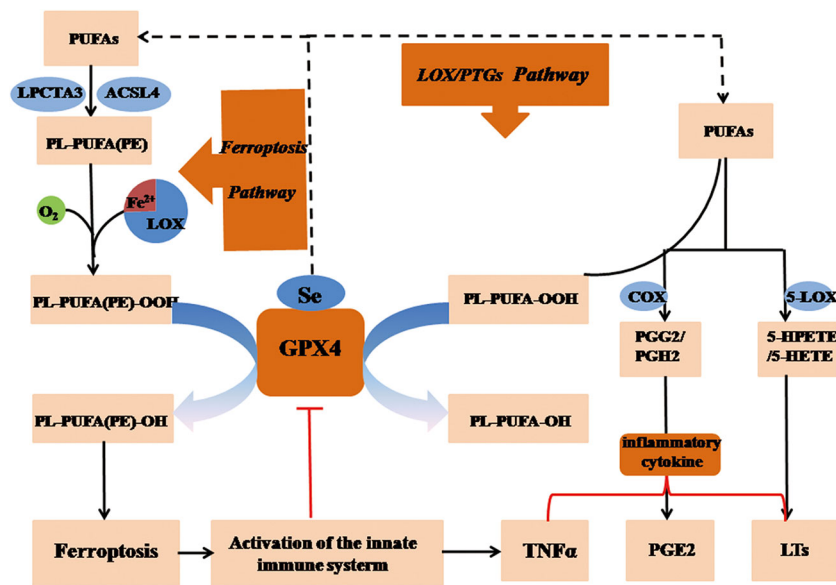 PUFAs
LPCTA3
ACSL4
PL-PUFA(PE)
O2
Fe2+
LOX
PL-PUFA(PE)-OOH
PL-PUFA(PE)-OH
Ferroptosis
Ferroptosis
Pathway
LOX/PTGs Pathway
Se
GPX4
Activation of the innate
immune systerm
PUFAs
PL-PUFA-OOH
PL-PUFA-OH
COX
5-LOX
PGG2/
PGH2
5-HPETE
/5-HETE
inflammatory
cytokine
TNFα
PGE2
LTs